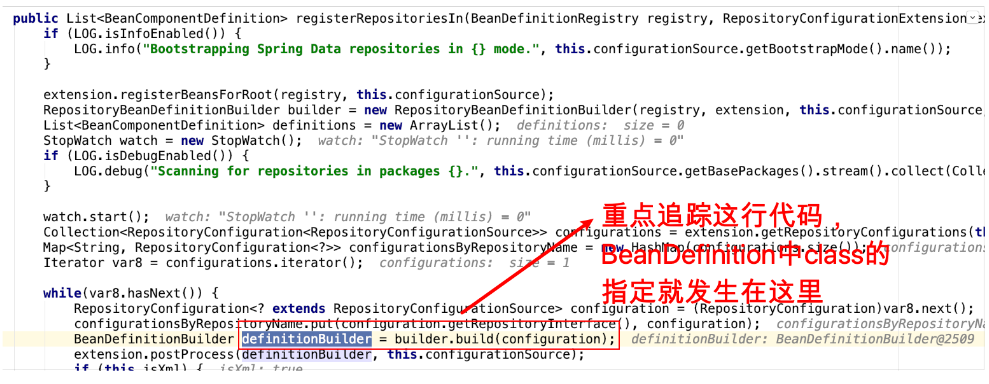 public List<BeanComponentDefinition> registerRepositoriesIn(BeanDefinitionRegistry registry, RepositoryConfigurationExtension
if (LOG.isInfoEnabled()) {
LOG.info("Bootstrapping Spring Data repositories in {} mode.", this.configurationSource.getBootstrapMode().name());
}
extension.registerBeansForRoot(registry, this.configurationSource);
RepositoryBeanDefinitionBuilder builder = new RepositoryBeanDefinitionBuilder(registry, extension, this.configurationSource
List<BeanComponentDefinition> definitions = new ArrayList(); definitions: size = 0
StopWatch watch = new StopWatch(); watch: "StopWatch '': running time (millis) = 0"
if (LOG.isDebugEnabled()) {
LOG.debug("Scanning for repositories in packages {}.", this.configurationSource.getBasePackages().stream().collect(Colle
}
watch.start(); watch: "StopWatch '': running time (millis) = 0"
重点追踪这行代码，
Collection<RepositoryConfiguration<RepositoryConfigurationSource>> configurations = extension.getRepositoryConfigurations(th
Map<String, RepositoryConfiguration<?>> configurationsByRepositoryName = new HashMap(configurations.size()); configurations
BeanDefinition中class的
Iterator var8 = configurations.iterator(); configurations: size = 1
指定就发生在这里
while(var8.hasNext()) {
RepositoryConfiguration<? extends RepositoryConfigurationSource> configuration = (RepositoryConfiguration)var8.next();
configurationsByRepositoryName.put(configuration.getRepositoryInterface(), configuration); configurationsByRepositoryNa
BeanDefinitionBuilder definitionBuilder = builder.build(configuration); definitionBuilder: BeanDefinitionBuilder@2509
extension.postProcess(definitionBuilder, this.configurationSource);
if (this.isXml) { isXml: true